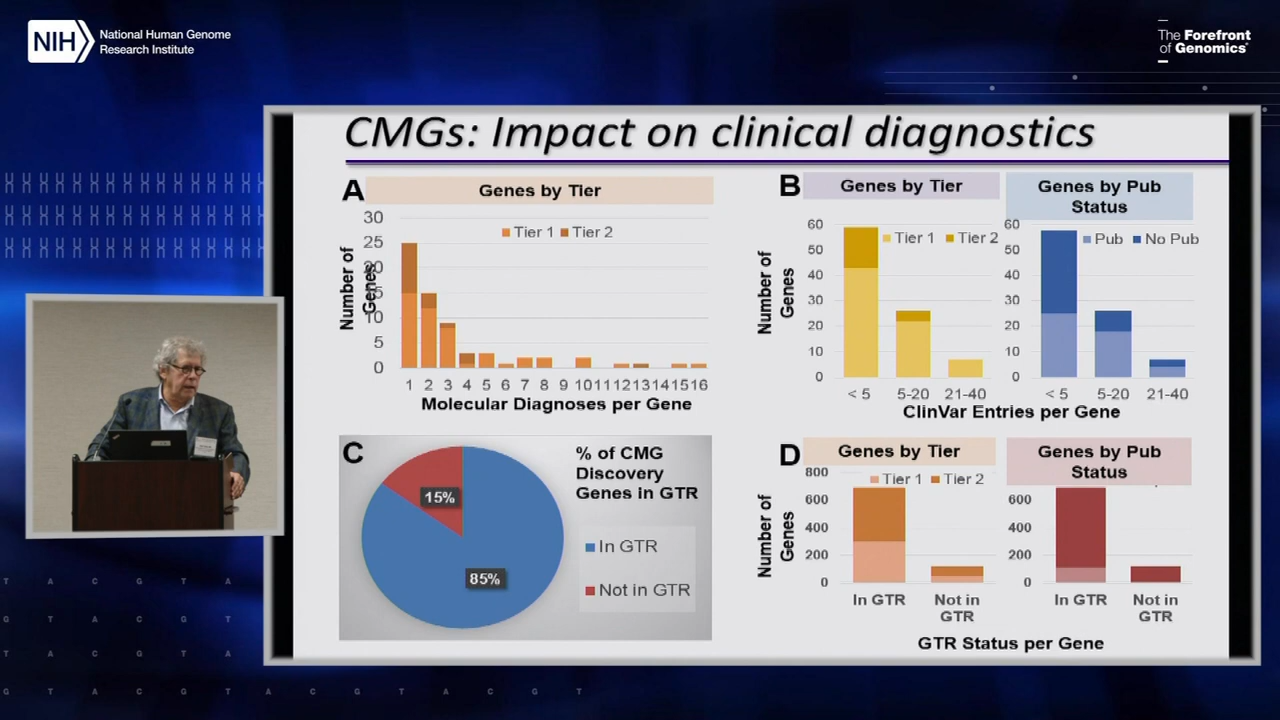 NIH
National Human Genome
Research Institute
The Forefront
of Genomics
CMGs: Impact on clinical diagnostics
A
Genes by Tier
Number of
Genes
30
25
20
15
10
5
0
Tier 1
Tier 2
1 2 3 4 5 6 7 8 9 10 11 12 13 14 15 16
Molecular Diagnoses per Gene
B
Genes by Tier
Number of
Genes
60
50
40
30
20
10
0
Tier 1
Tier 2
< 5
5-20
21-40
Genes by Pub
Status
60
50
40
30
20
10
0
Pub
No Pub
< 5
5-20
21-40
ClinVar Entries per Gene
C
% of CMG
Discovery
Genes in GTR
15%
85%
In GTR
Not in GTR
D
Genes by Tier
Number of
Genes
800
600
400
200
0
Tier 1
Tier 2
In GTR
Not in
GTR
Genes by Pub
Status
600
400
200
0
In GTR
Not in
GTR
GTR Status per Gene
T A C G T A
G T A C G T
T A C G T A
G T A C G T A C G T A C G T